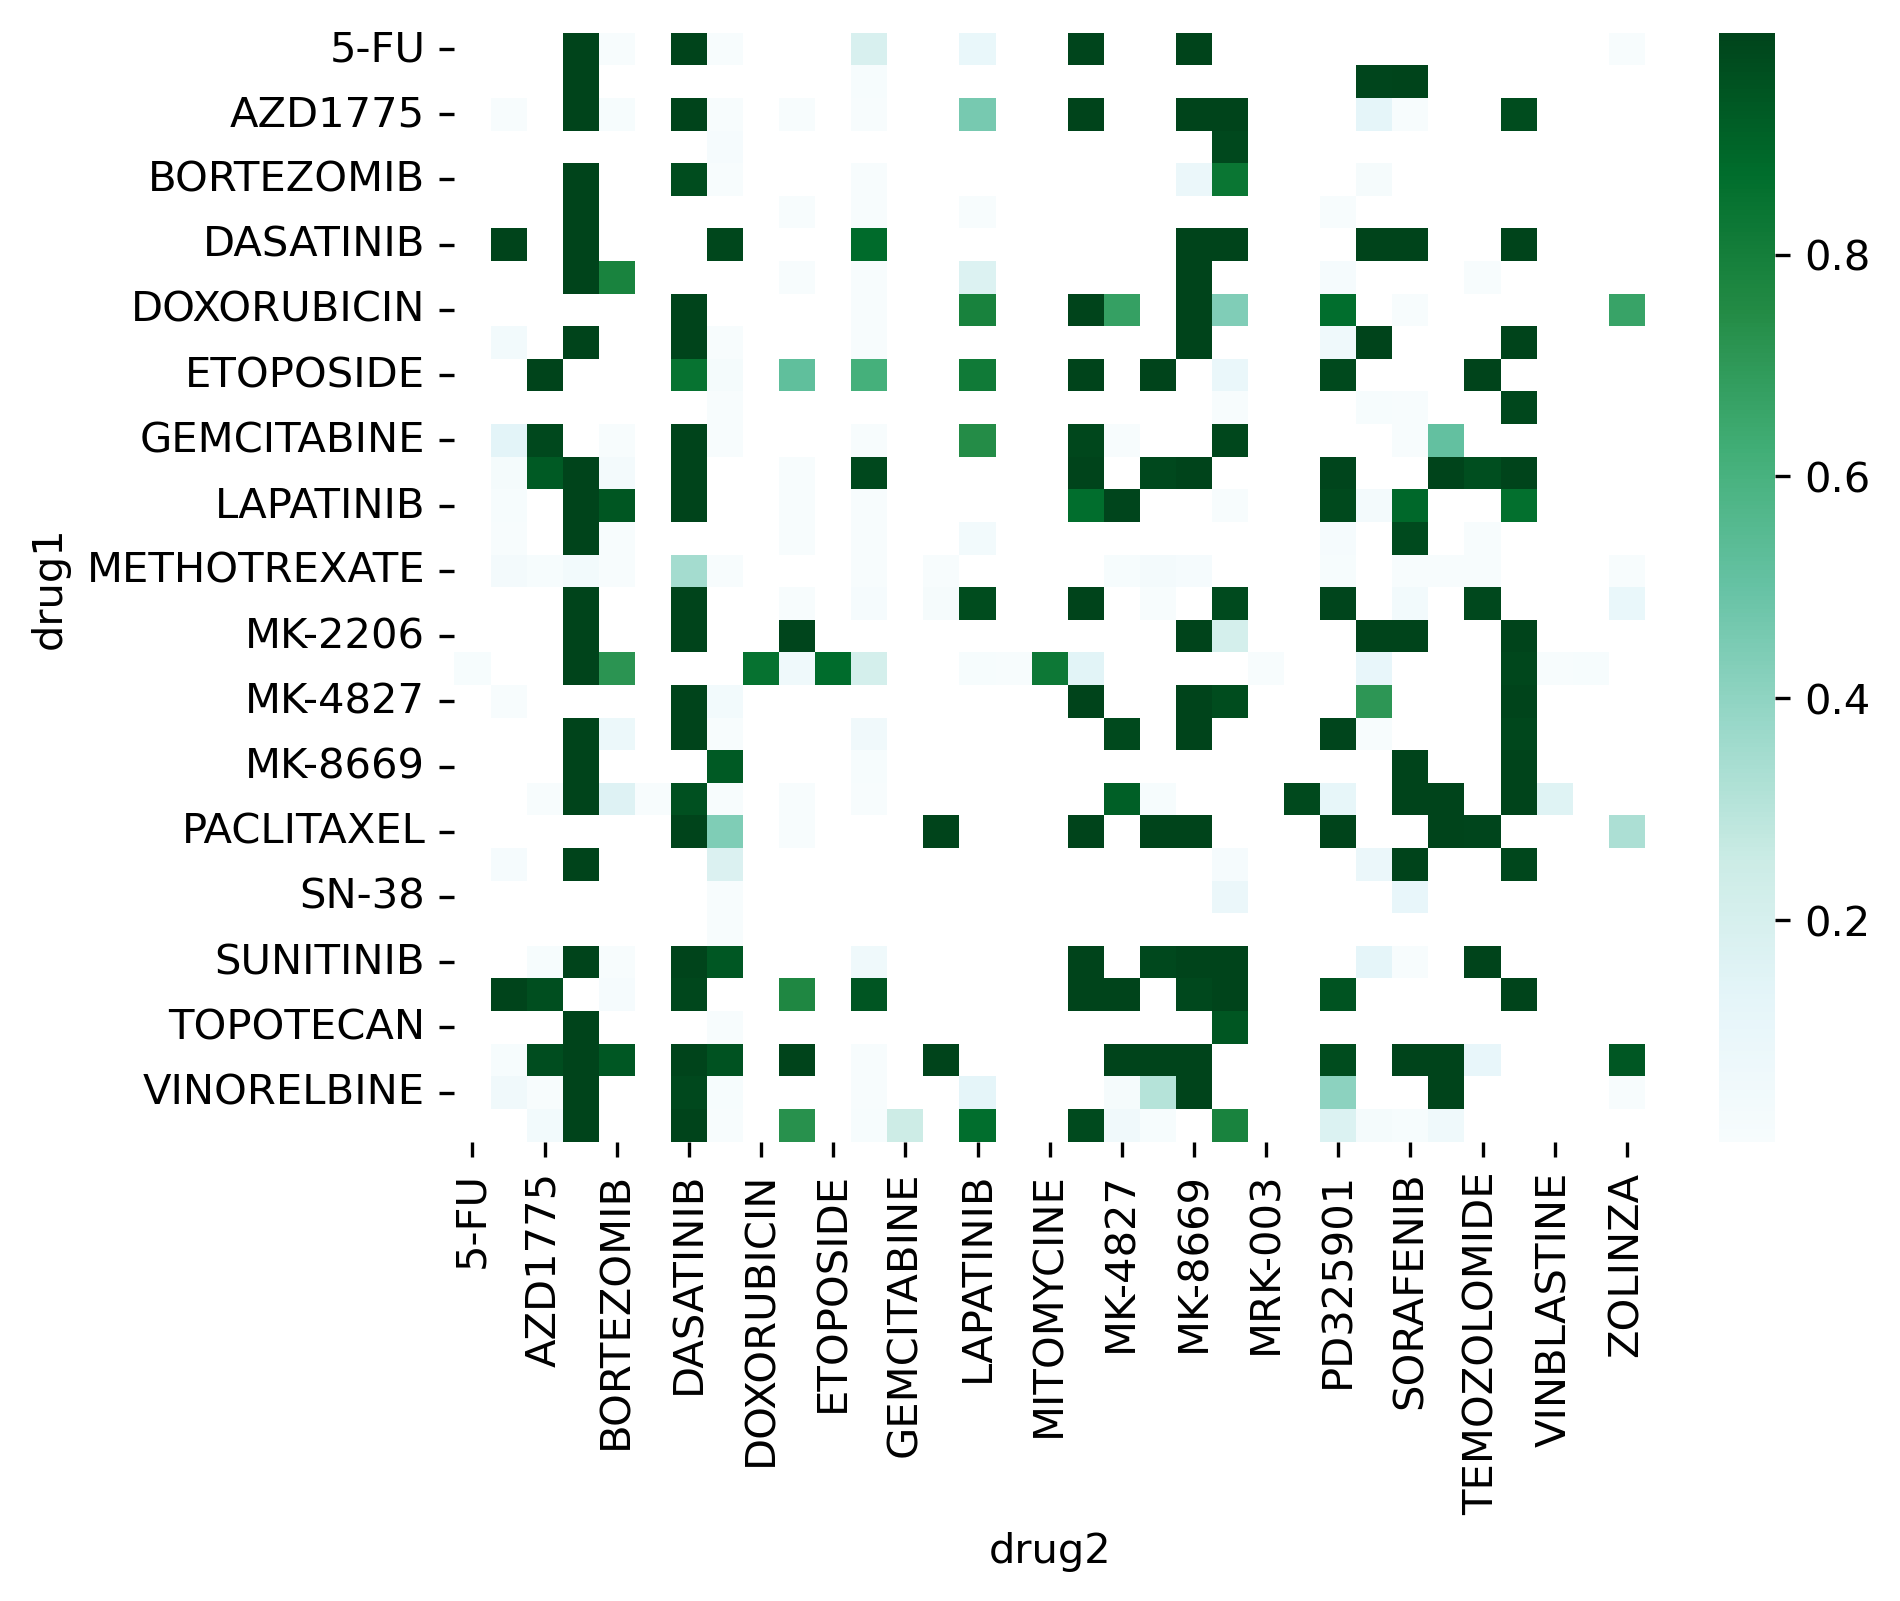 5-FU
AZD1775
BORTEZOMIB
DASATINIB
DOXORUBICIN
ETOPOSIDE
GEMCITABINE
LAPATINIB
METHOTREXATE
MK-2206
MK-4827
MK-8669
PACLITAXEL
SN-38
SUNITINIB
TOPOTECAN
VINORELBINE
drug1
5-FU
AZD1775
BORTEZOMIB
DASATINIB
DOXORUBICIN
ETOPOSIDE
GEMCITABINE
LAPATINIB
MITOMYCINE
MK-4827
MK-8669
MRK-003
PD325901
SORAFENIB
TEMOZOLOMIDE
VINBLASTINE
ZOLINZA
drug2
0.8
0.6
0.4
0.2